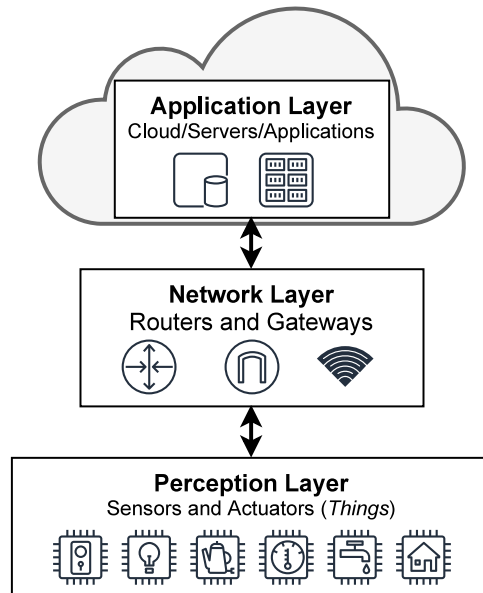 Application Layer
Cloud/Servers/Applications
Network Layer
Routers and Gateways
Perception Layer
Sensors and Actuators (Things)